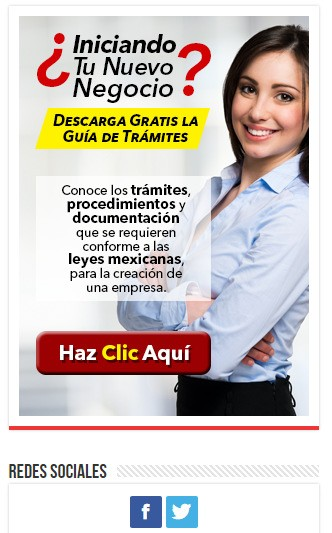 ¿Iniciando
Tu Nuevo
Negocio?
DESCARGA GRATIS LA
GUÍA DE TRÁMITES
Conoce los trámites,
procedimientos y
documentación
que se requieren
conforme a las
leyes mexicanas,
para la creación de
una empresa.
Haz Clic Aquí
REDES SOCIALES
f